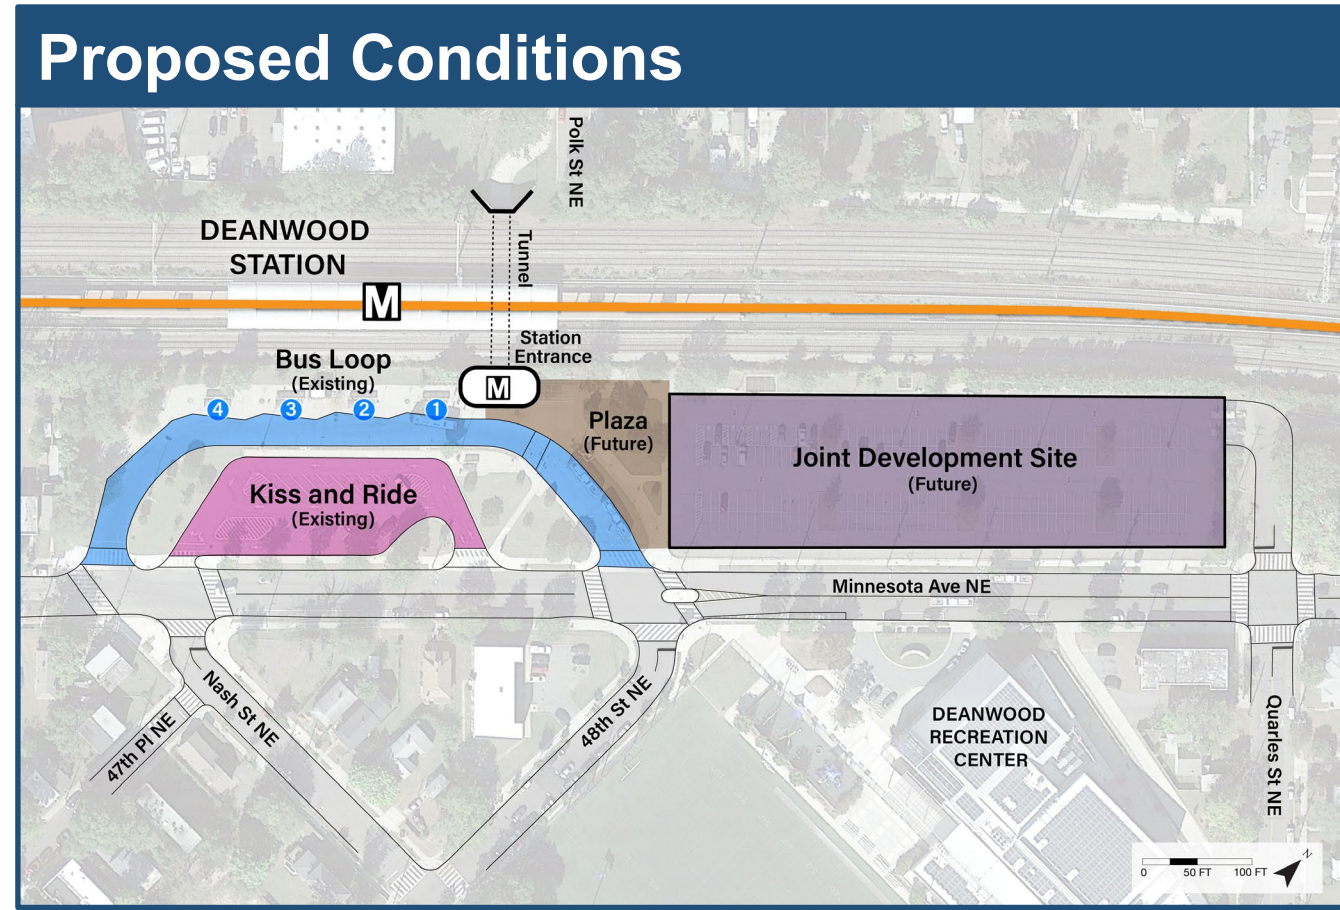 Proposed Conditions
Polk St NE
DEANWOOD
STATION
Tunnel
M
Station
Entrance
Bus Loop
(Existing)
M
4
3
2
1
Plaza
(Future)
Joint Development Site
(Future)
Kiss and Ride
(Existing)
Minnesota Ave NE
Nash St NE
47th Pl NE
48th St NE
DEANWOOD
RECREATION
CENTER
Quarles St NE
N
0 50 FT 100 FT